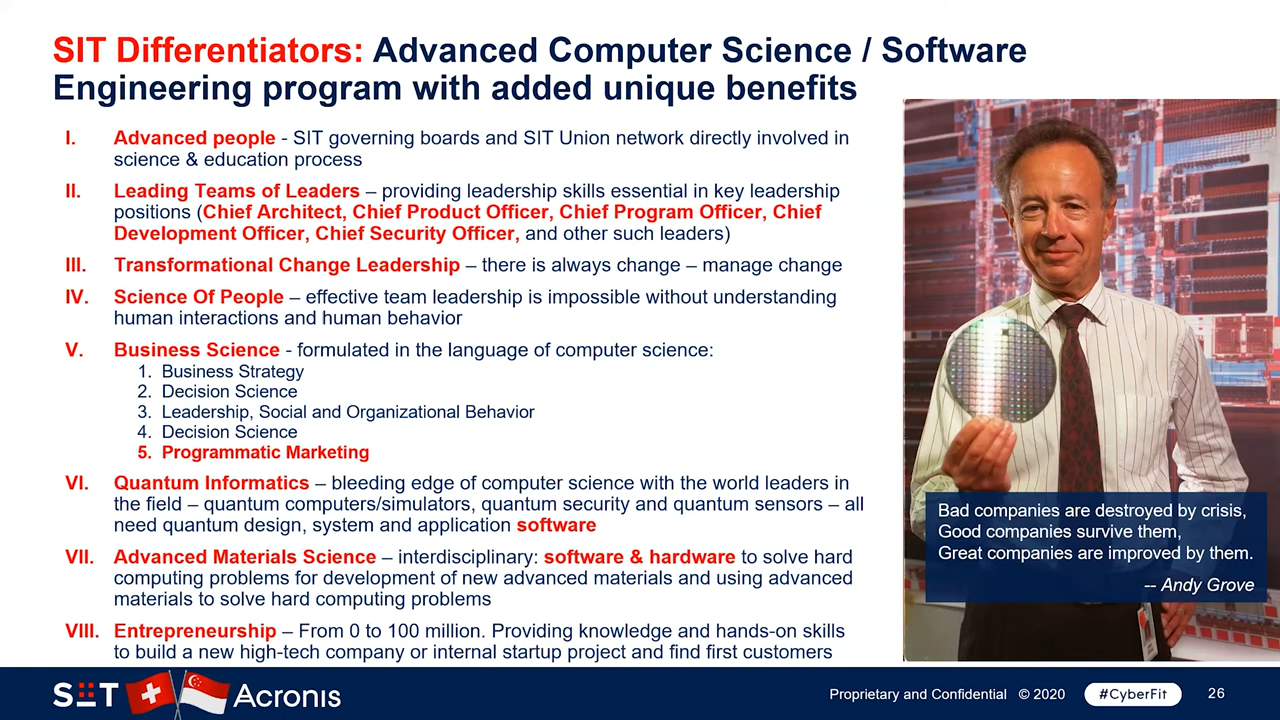 SIT Differentiators: Advanced Computer Science / Software
Engineering program with added unique benefits
I. Advanced people - SIT governing boards and SIT Union network directly involved in
science & education process
II. Leading Teams of Leaders – providing leadership skills essential in key leadership
positions (Chief Architect, Chief Product Officer, Chief Program Officer, Chief
Development Officer, Chief Security Officer, and other such leaders)
III. Transformational Change Leadership – there is always change – manage change
IV. Science Of People – effective team leadership is impossible without understanding
human interactions and human behavior
V. Business Science - formulated in the language of computer science:
1. Business Strategy
2. Decision Science
3. Leadership, Social and Organizational Behavior
4. Decision Science
5. Programmatic Marketing
VI. Quantum Informatics – bleeding edge of computer science with the world leaders in
the field – quantum computers/simulators, quantum security and quantum sensors – all
need quantum design, system and application software
VII. Advanced Materials Science – interdisciplinary: software & hardware to solve hard
computing problems for development of new advanced materials and using advanced
materials to solve hard computing problems
VIII. Entrepreneurship – From 0 to 100 million. Providing knowledge and hands-on skills
to build a new high-tech company or internal startup project and find first customers
Bad companies are destroyed by crisis,
Good companies survive them,
Great companies are improved by them.
-- Andy Grove
SIT Acronis
Proprietary and Confidential © 2020 #CyberFit 26